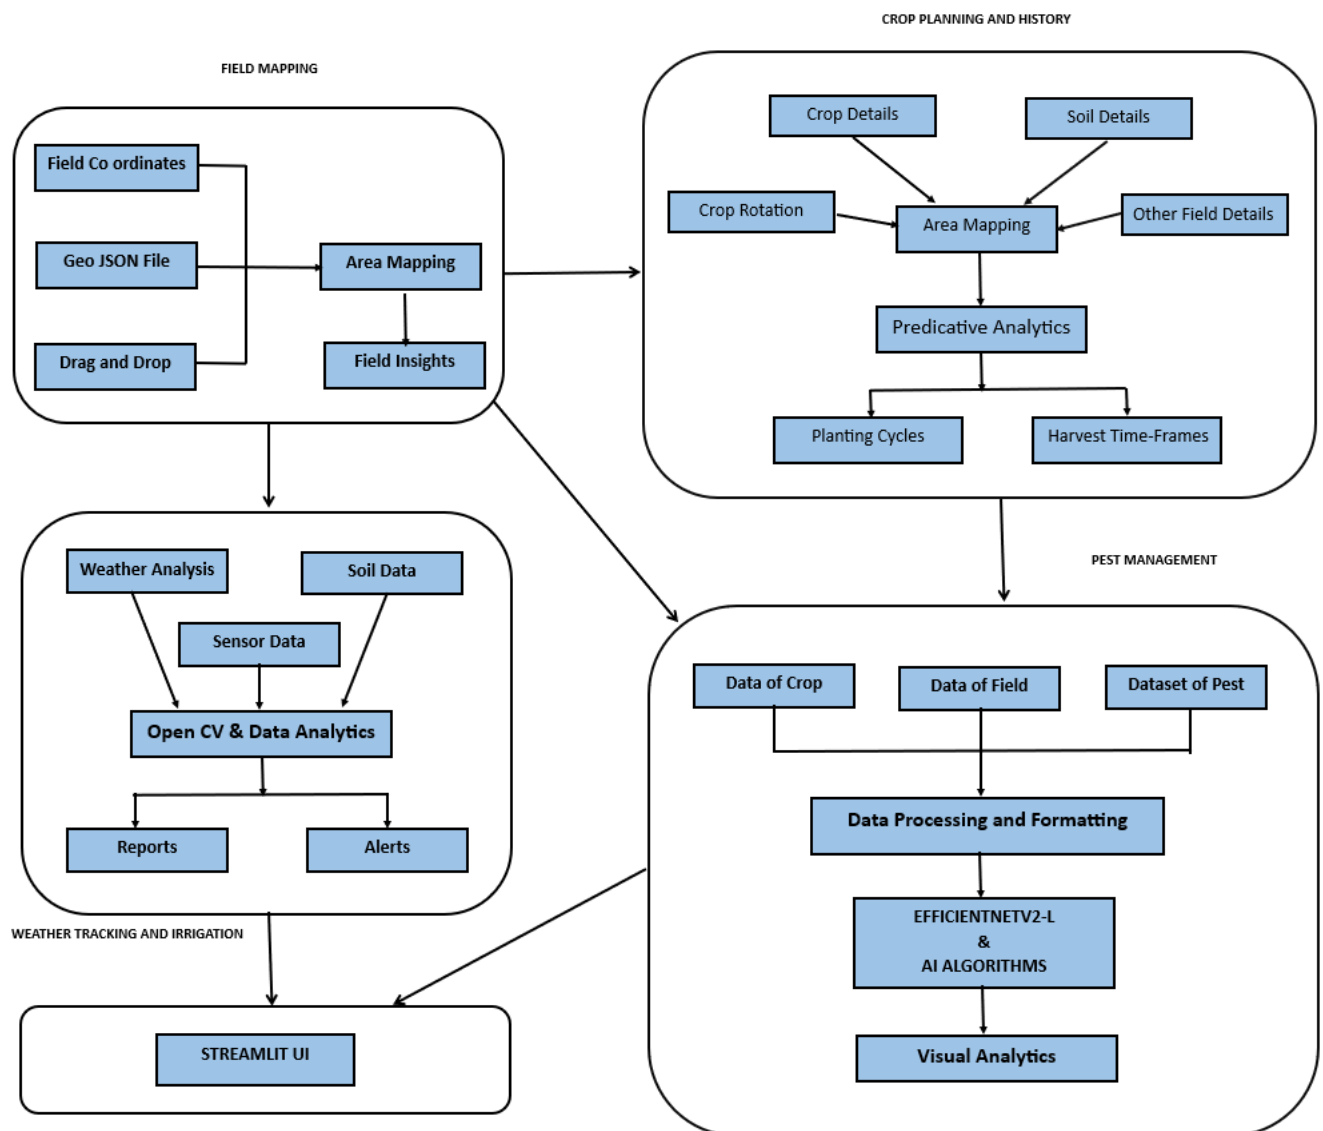 CROP PLANNING AND HISTORY
FIELD MAPPING
Crop Details
Soil Details
Field Co ordinates
Crop Rotation
Other Field Details
Area Mapping
Geo JSON File
Area Mapping
Predicative Analytics
Drag and Drop
Field Insights
Planting Cycles
Harvest Time-Frames
PEST MANAGEMENT
Weather Analysis
Soil Data
Sensor Data
Data of Crop
Data of Field
Dataset of Pest
Open CV & Data Analytics
Data Processing and Formatting
Reports
Alerts
EFFICIENTNETV2-L
&
AI ALGORITHMS
WEATHER TRACKING AND IRRIGATION
STREAMLIT UI
Visual Analytics